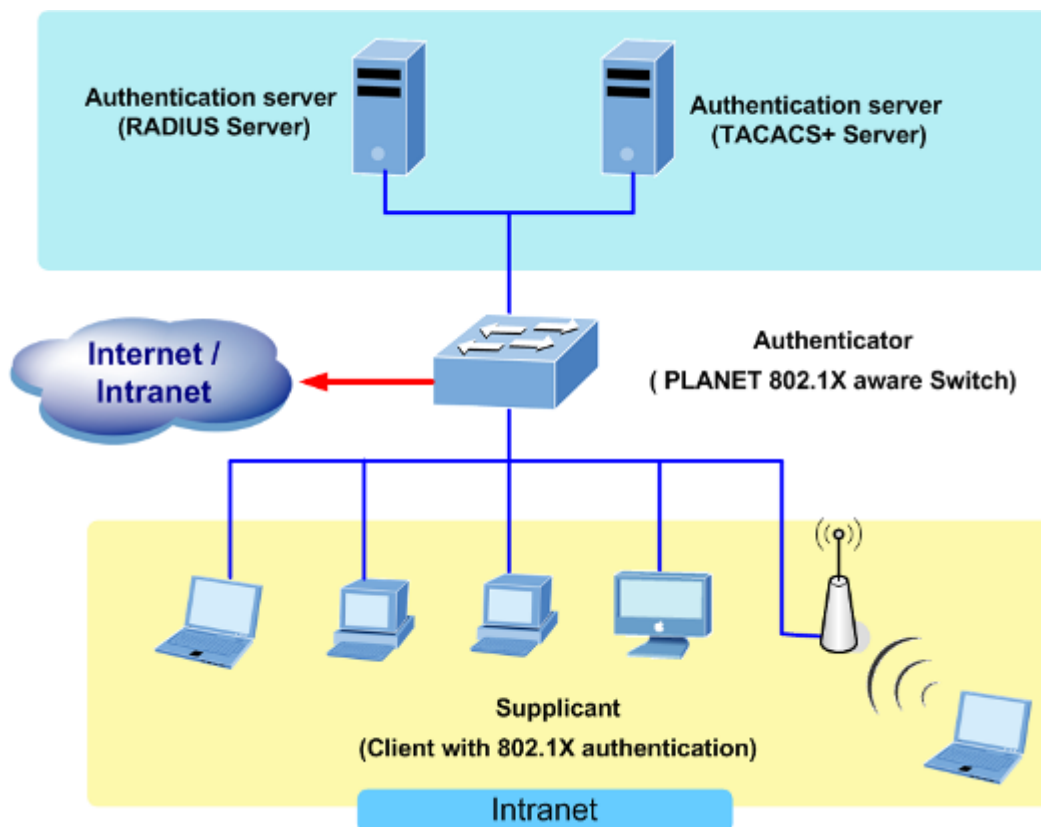 Authentication server
(RADIUS Server)
Authentication server
(TACACS+ Server)
Internet /
Intranet
Authenticator
( PLANET 802.1X aware Switch)
Supplicant
(Client with 802.1X authentication)
Intranet